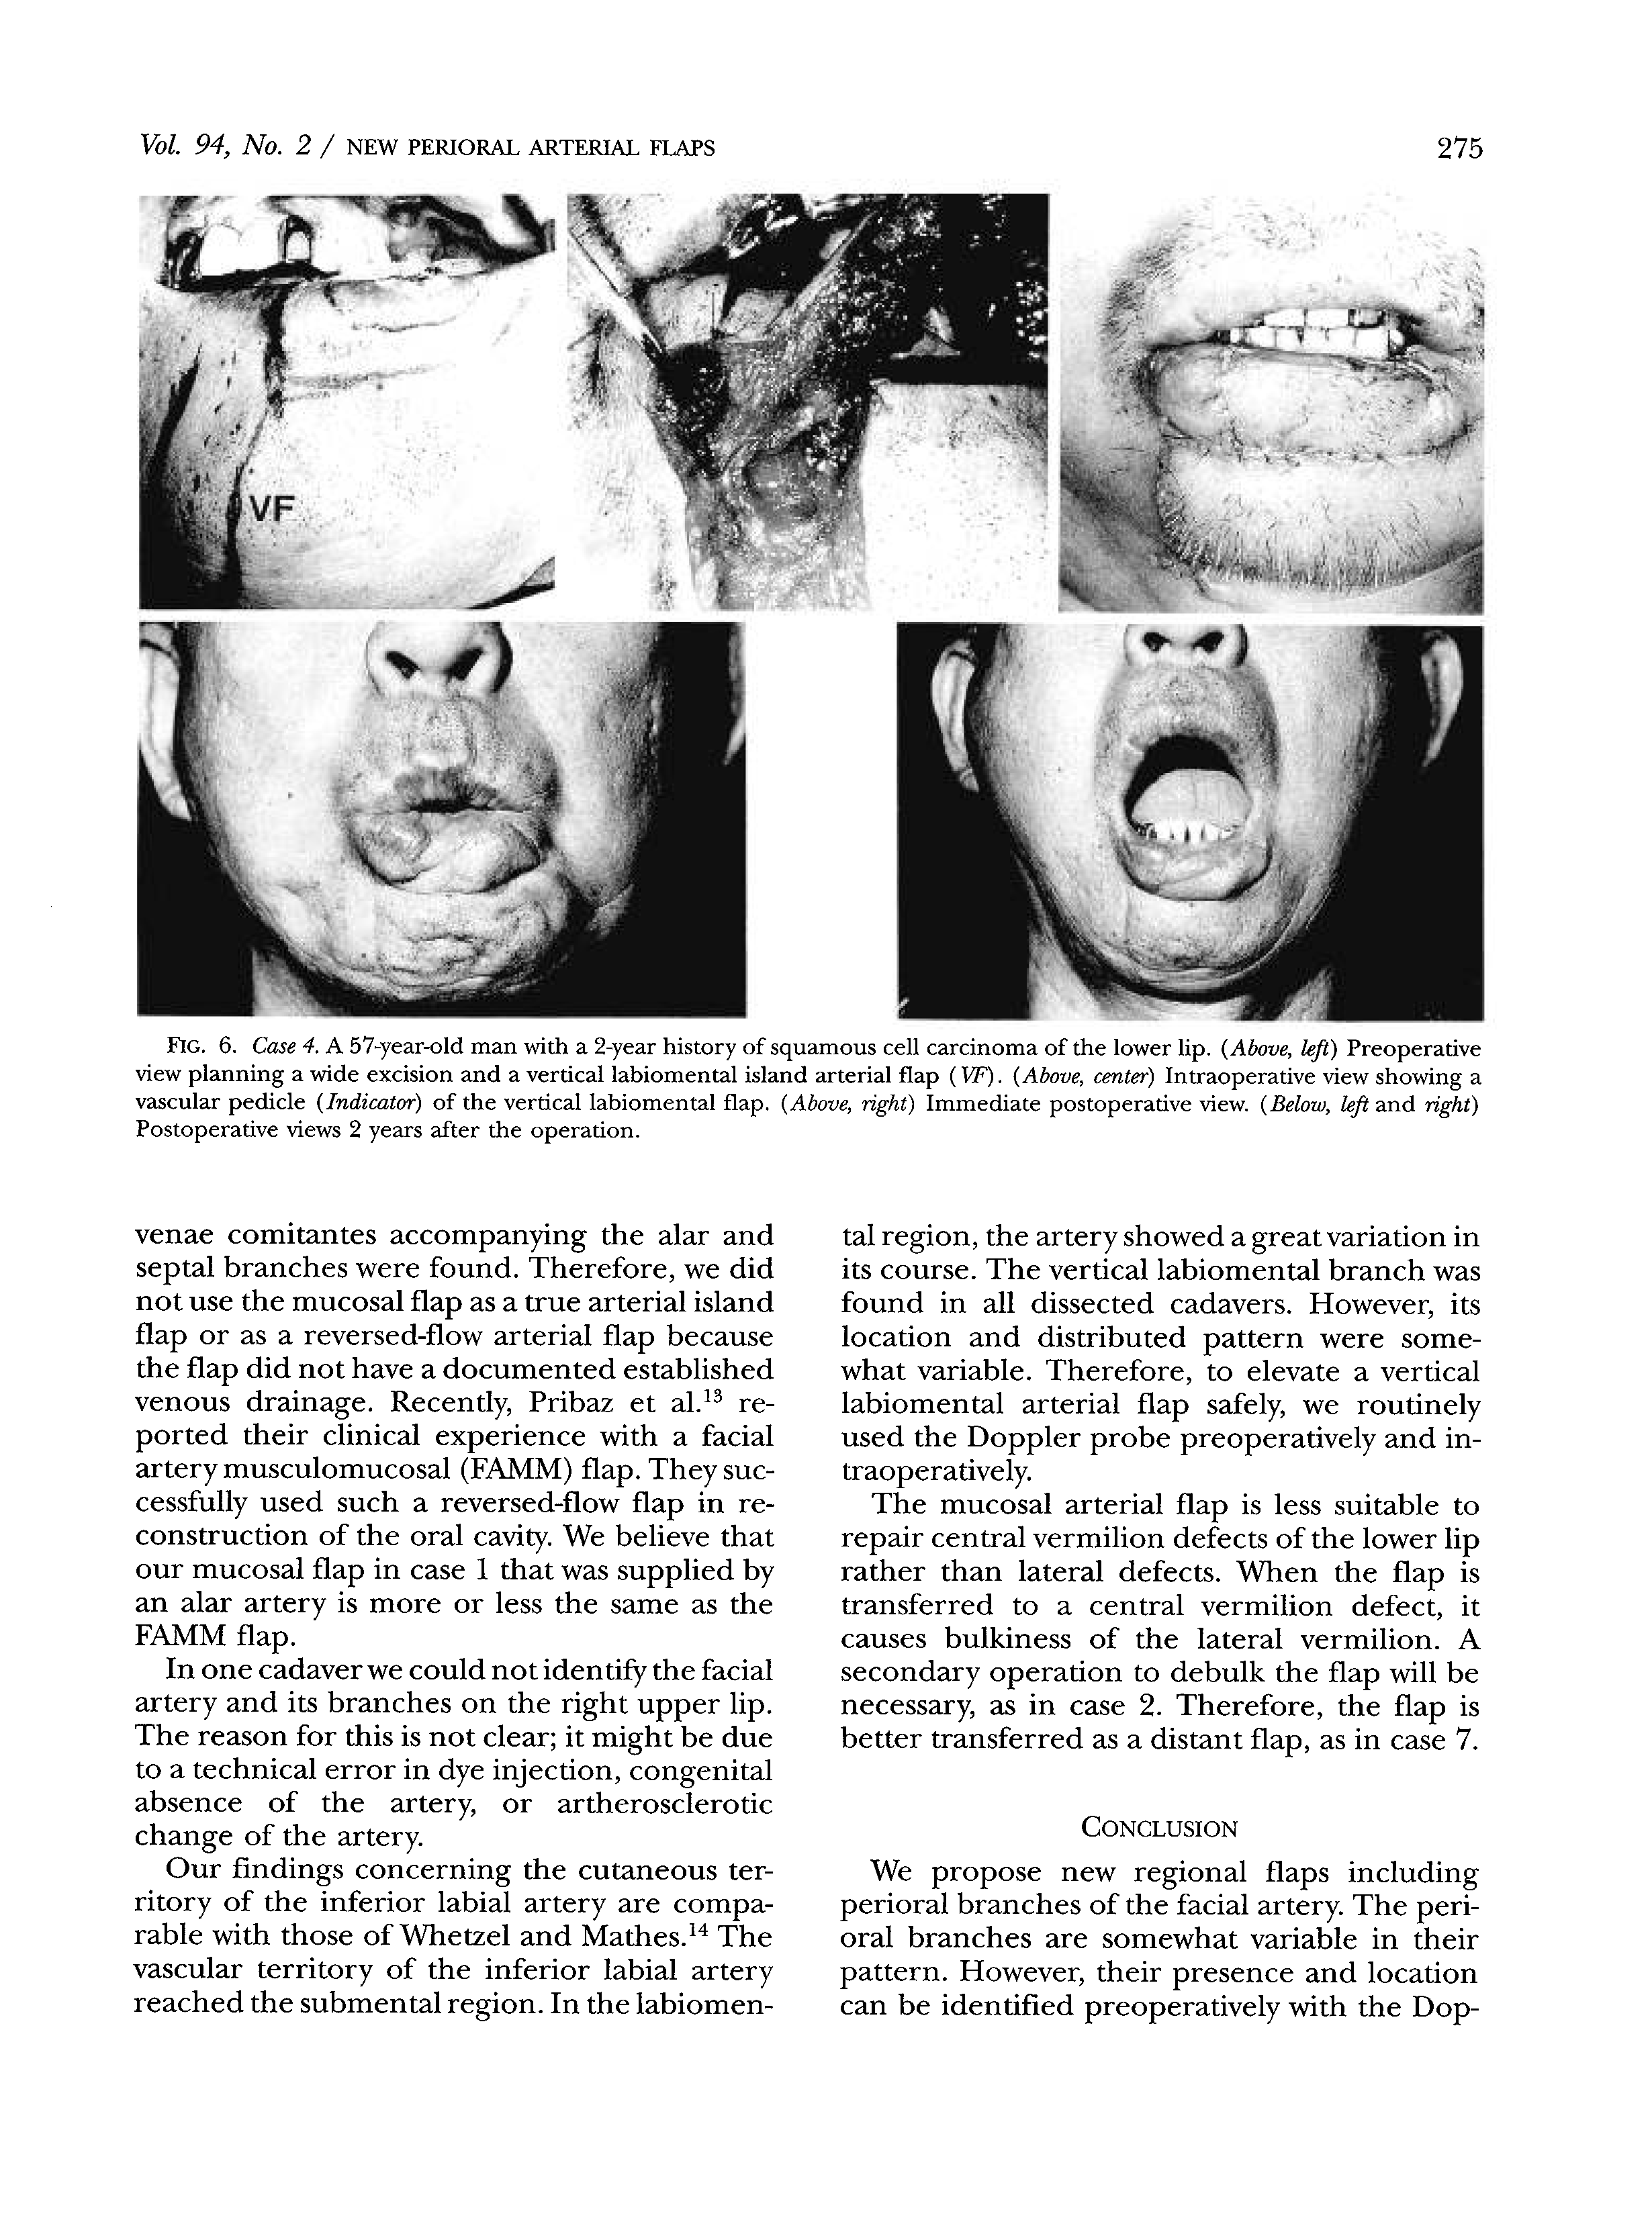 Vol. 94, No. 2 / NEW PERIORAL ARTERIAL FLAPS
275
VF
FIG. 6. Case 4. A 57-year-old man with a 2-year history of squamous cell carcinoma of the lower lip. (Above, left) Preoperative
view planning a wide excision and a vertical labiomental island arterial flap (VF). (Above, center) Intraoperative view showing a
vascular pedicle (Indicator) of the vertical labiomental flap. (Above, right) Immediate postoperative view. (Below, left and right)
Postoperative views 2 years after the operation.
venae comitantes accompanying the alar and
septal branches were found. Therefore, we did
not use the mucosal flap as a true arterial island
flap or as a reversed-flow arterial flap because
the flap did not have a documented established
venous drainage. Recently, Pribaz et al.¹³ re-
ported their clinical experience with a facial
artery musculomucosal (FAMM) flap. They suc-
cessfully used such a reversed-flow flap in re-
construction of the oral cavity. We believe that
our mucosal flap in case 1 that was supplied by
an alar artery is more or less the same as the
FAMM flap.
In one cadaver we could not identify the facial
artery and its branches on the right upper lip.
The reason for this is not clear; it might be due
to a technical error in dye injection, congenital
absence of the artery, or artherosclerotic
change of the artery.
Our findings concerning the cutaneous ter-
ritory of the inferior labial artery are compa-
rable with those of Whetzel and Mathes.¹⁴ The
vascular territory of the inferior labial artery
reached the submental region. In the labiomen-
tal region, the artery showed a great variation in
its course. The vertical labiomental branch was
found in all dissected cadavers. However, its
location and distributed pattern were some-
what variable. Therefore, to elevate a vertical
labiomental arterial flap safely, we routinely
used the Doppler probe preoperatively and in-
traoperatively.
The mucosal arterial flap is less suitable to
repair central vermilion defects of the lower lip
rather than lateral defects. When the flap is
transferred to a central vermilion defect, it
causes bulkiness of the lateral vermilion. A
secondary operation to debulk the flap will be
necessary, as in case 2. Therefore, the flap is
better transferred as a distant flap, as in case 7.
CONCLUSION
We propose new regional flaps including
perioral branches of the facial artery. The peri-
oral branches are somewhat variable in their
pattern. However, their presence and location
can be identified preoperatively with the Dop-